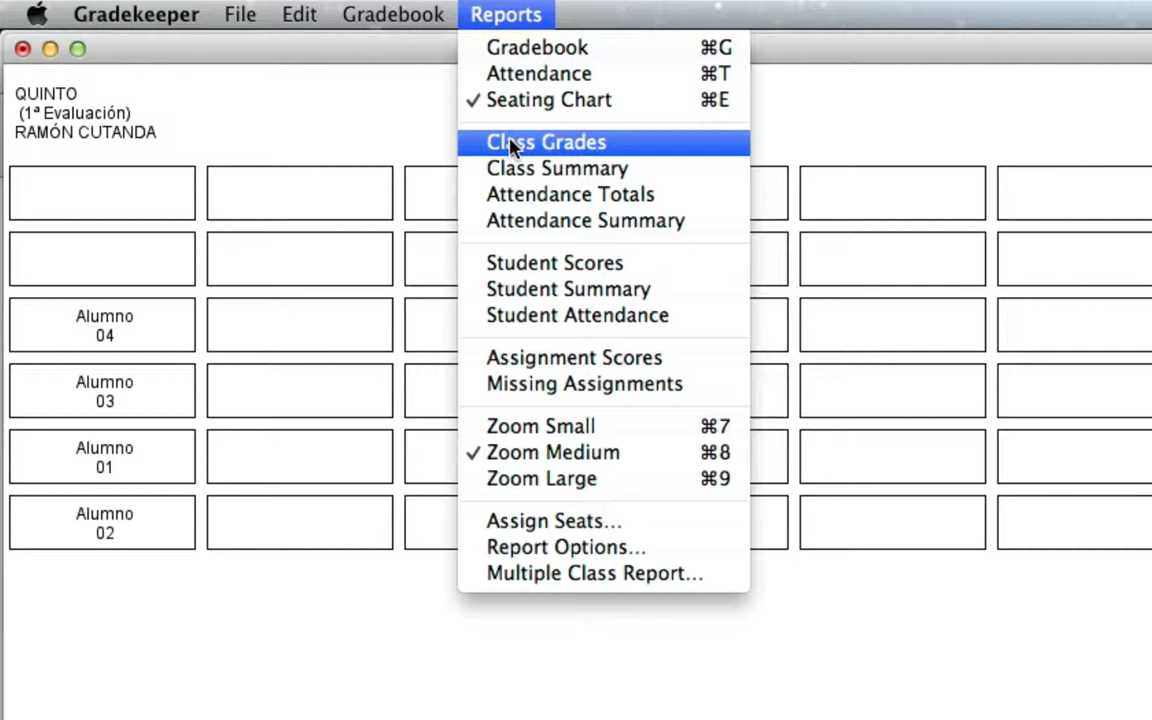 Gradekeeper File Edit Gradebook Reports
QUINTO
(1ª Evaluación)
RAMÓN CUTANDA
Gradebook ⌘G
Attendance ⌘T
✓ Seating Chart ⌘E
Class Grades
Class Summary
Attendance Totals
Attendance Summary
Student Scores
Student Summary
Student Attendance
Assignment Scores
Missing Assignments
Zoom Small ⌘7
✓ Zoom Medium ⌘8
Zoom Large ⌘9
Assign Seats...
Report Options...
Multiple Class Report...
Alumno
04
Alumno
03
Alumno
01
Alumno
02